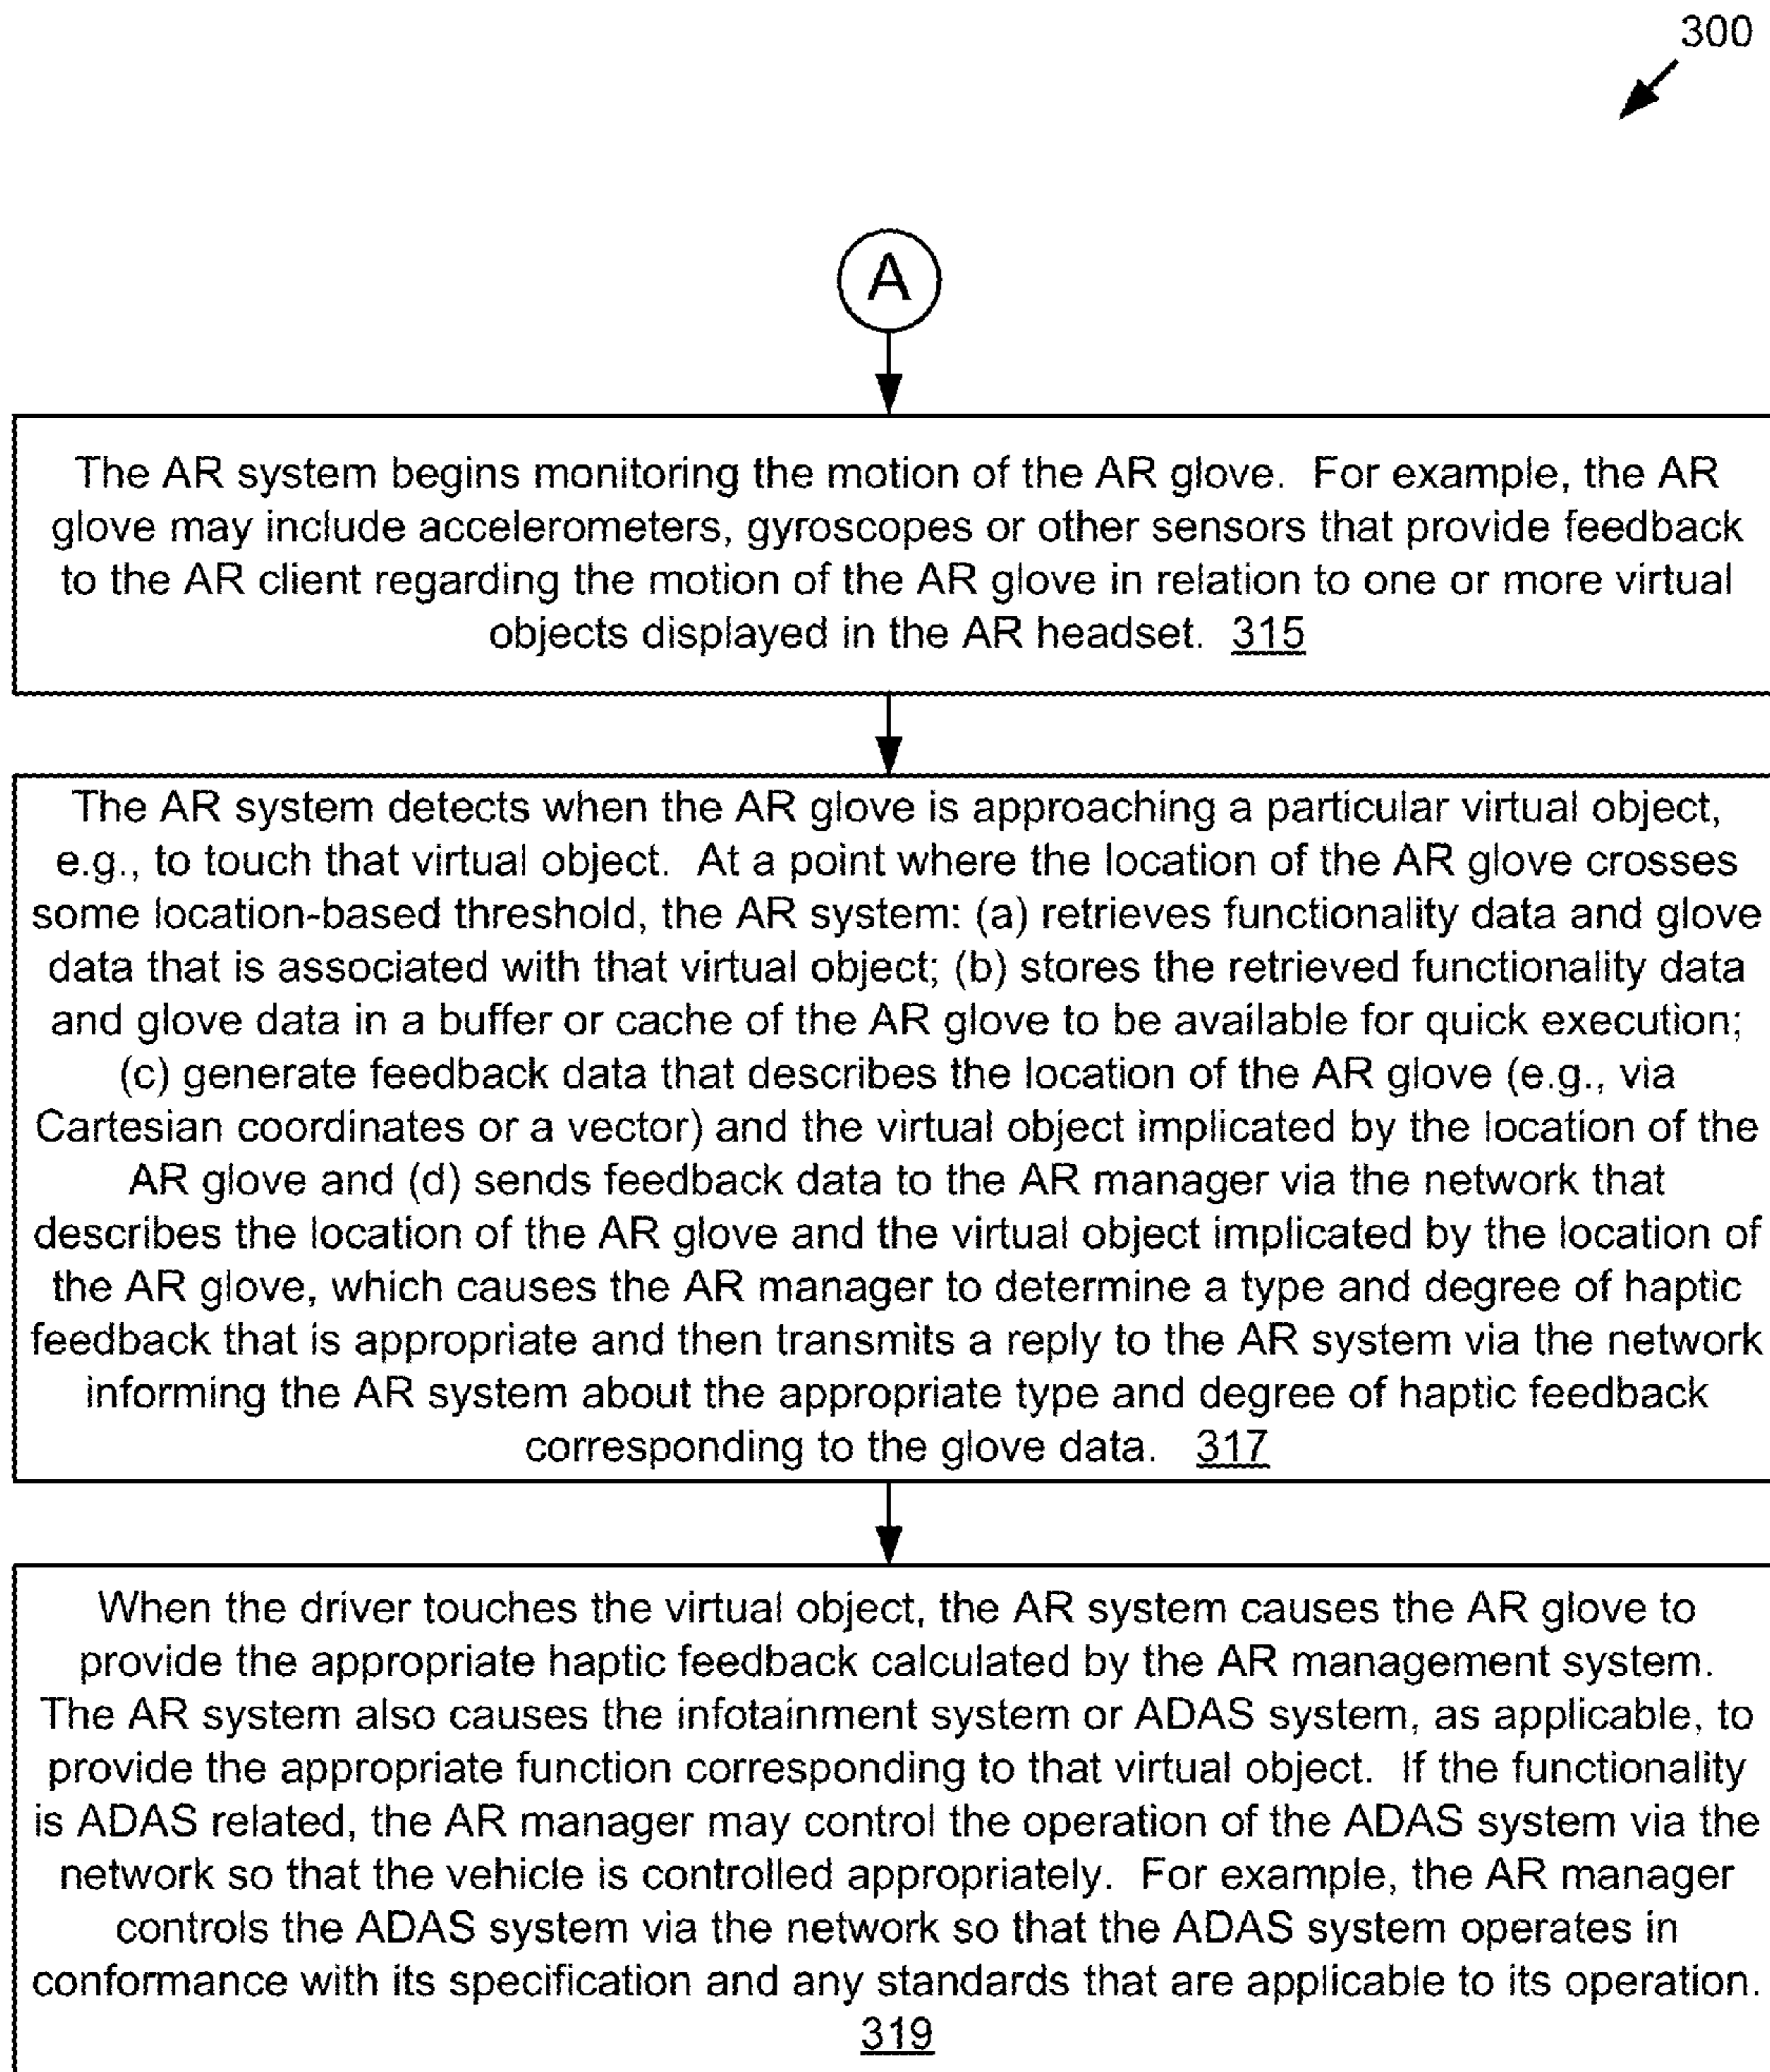 300
A
The AR system begins monitoring the motion of the AR glove. For example, the AR
glove may include accelerometers, gyroscopes or other sensors that provide feedback
to the AR client regarding the motion of the AR glove in relation to one or more virtual
objects displayed in the AR headset. 315
The AR system detects when the AR glove is approaching a particular virtual object,
e.g., to touch that virtual object. At a point where the location of the AR glove crosses
some location-based threshold, the AR system: (a) retrieves functionality data and glove
data that is associated with that virtual object; (b) stores the retrieved functionality data
and glove data in a buffer or cache of the AR glove to be available for quick execution;
(c) generate feedback data that describes the location of the AR glove (e.g., via
Cartesian coordinates or a vector) and the virtual object implicated by the location of the
AR glove and (d) sends feedback data to the AR manager via the network that
describes the location of the AR glove and the virtual object implicated by the location of
the AR glove, which causes the AR manager to determine a type and degree of haptic
feedback that is appropriate and then transmits a reply to the AR system via the network
informing the AR system about the appropriate type and degree of haptic feedback
corresponding to the glove data. 317
When the driver touches the virtual object, the AR system causes the AR glove to
provide the appropriate haptic feedback calculated by the AR management system.
The AR system also causes the infotainment system or ADAS system, as applicable, to
provide the appropriate function corresponding to that virtual object. If the functionality
is ADAS related, the AR manager may control the operation of the ADAS system via the
network so that the vehicle is controlled appropriately. For example, the AR manager
controls the ADAS system via the network so that the ADAS system operates in
conformance with its specification and any standards that are applicable to its operation.
319